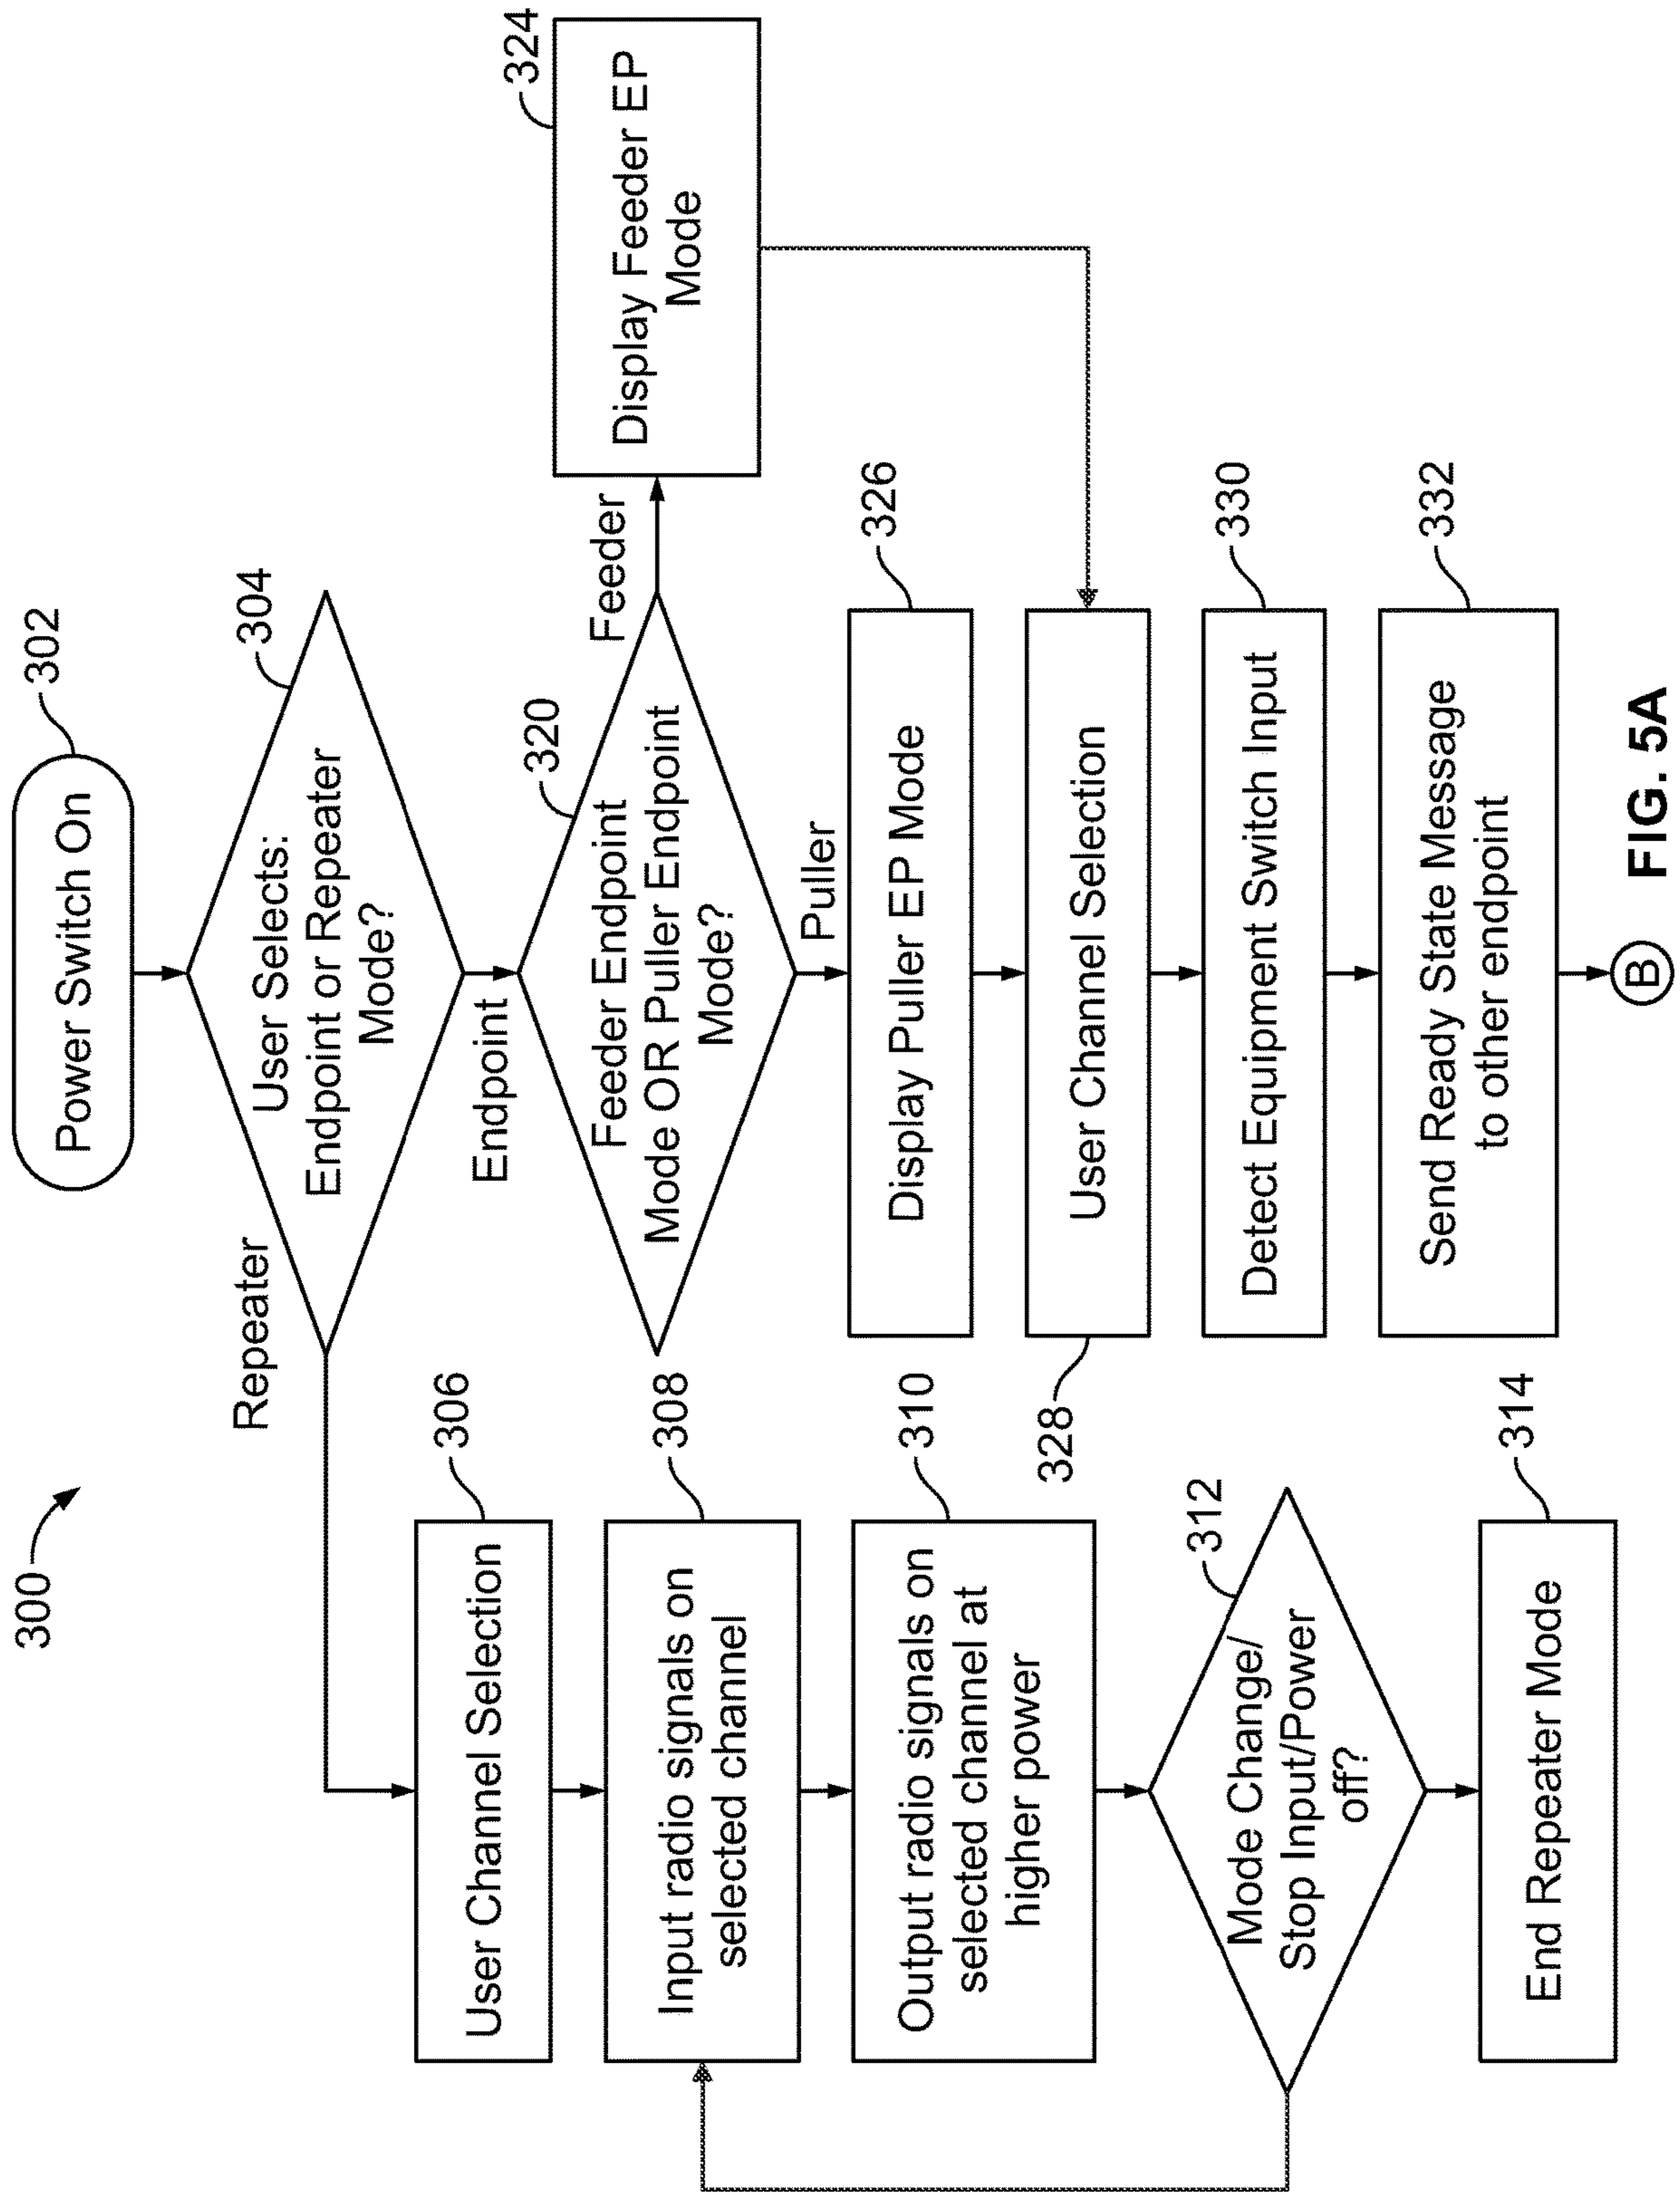 300
Power Switch On
302
User Selects:
Endpoint or Repeater
Mode?
304
Repeater
Endpoint
User Channel Selection
306
Input radio signals on
selected channel
308
Output radio signals on
selected channel at
higher power
310
Mode Change/
Stop Input/Power
off?
312
End Repeater Mode
314
Feeder Endpoint
Mode OR Puller Endpoint
Mode?
320
Feeder
Display Feeder EP
Mode
324
Puller
Display Puller EP Mode
326
User Channel Selection
328
Detect Equipment Switch Input
330
Send Ready State Message
to other endpoint
332
B
FIG. 5A